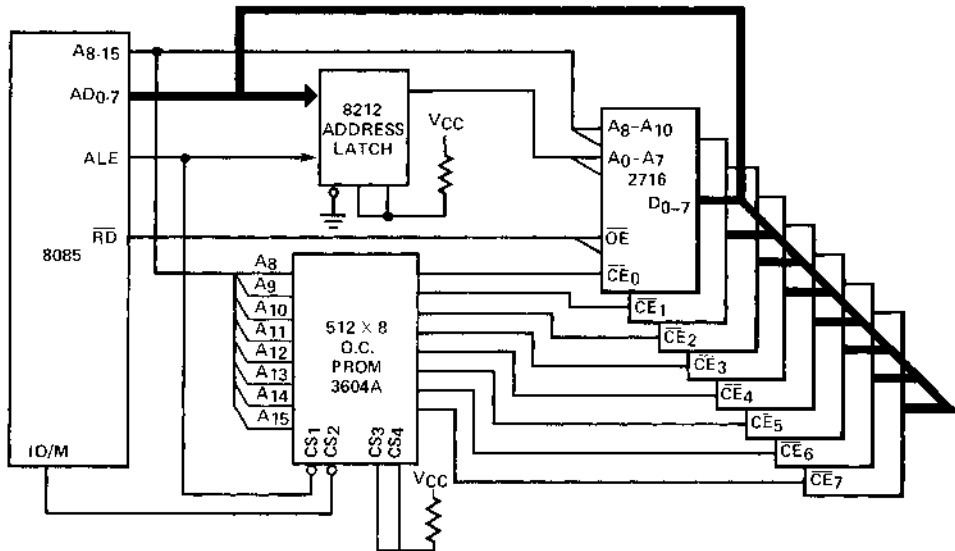 A8-15
AD0-7
ALE
RD
8085
IO/M
8212
ADDRESS
LATCH
VCC
A8-A10
A0-A7
2716
D0-7
OE
CE0
CE1
CE2
CE3
CE4
CE5
CE6
CE7
A8
A9
A10
A11
A12
A13
A14
A15
512 X 8
O.C.
PROM
3604A
CS1
CS2
CS3
CS4
VCC